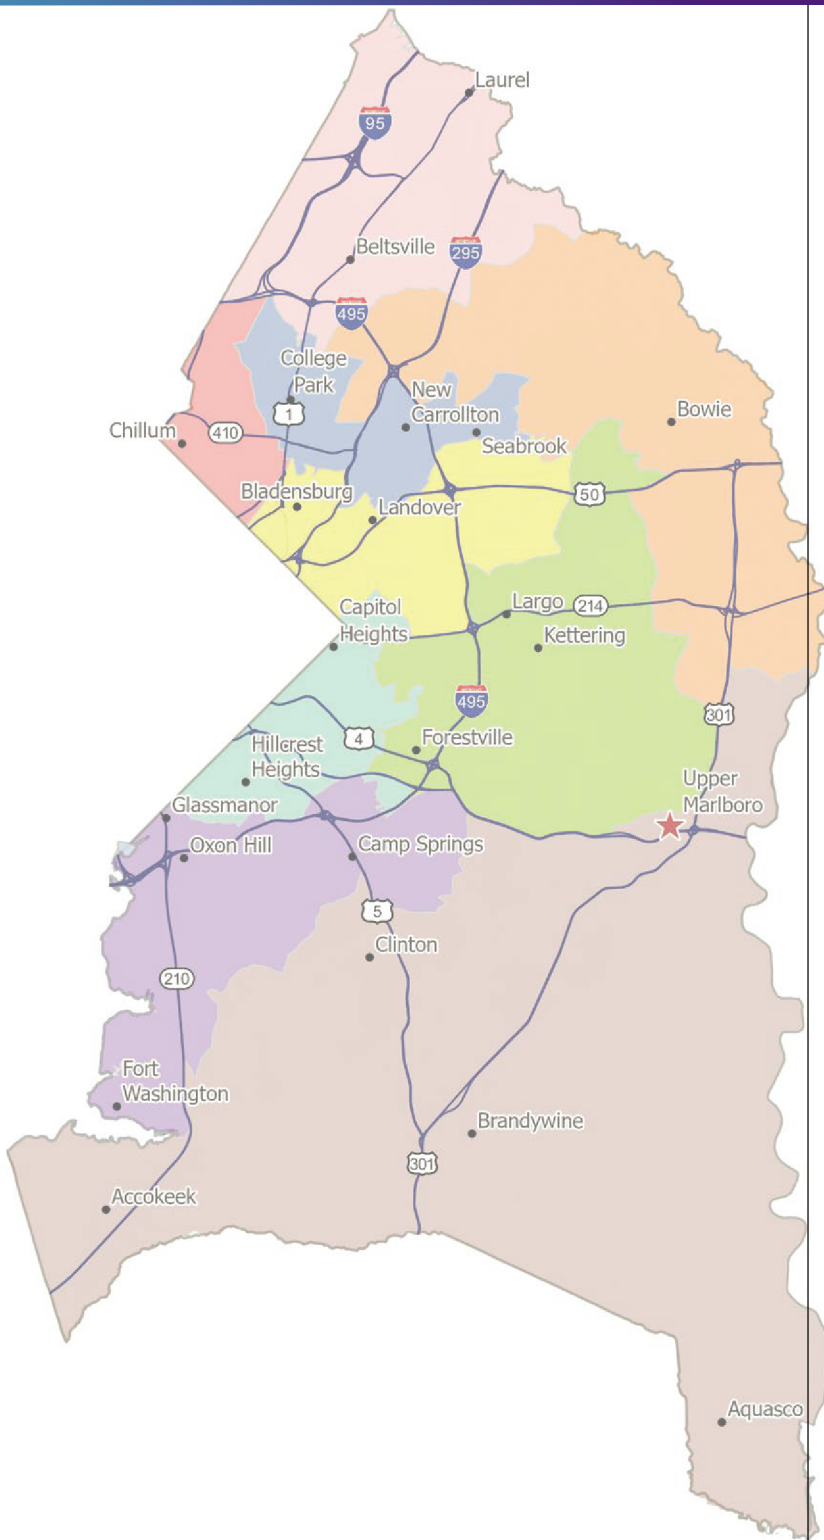 Laurel
95
Beltsville
295
495
College
Park
New
Carrollton
Bowie
1
Chillum
410
Seabrook
Bladensburg
50
Landover
Capitol
Heights
Largo
214
Kettering
495
301
4
Forestville
Hillcrest
Heights
Upper
Marlboro
Glassmanor
Oxon Hill
Camp Springs
5
Clinton
210
Fort
Washington
Brandywine
301
Accokeek
Aquasco